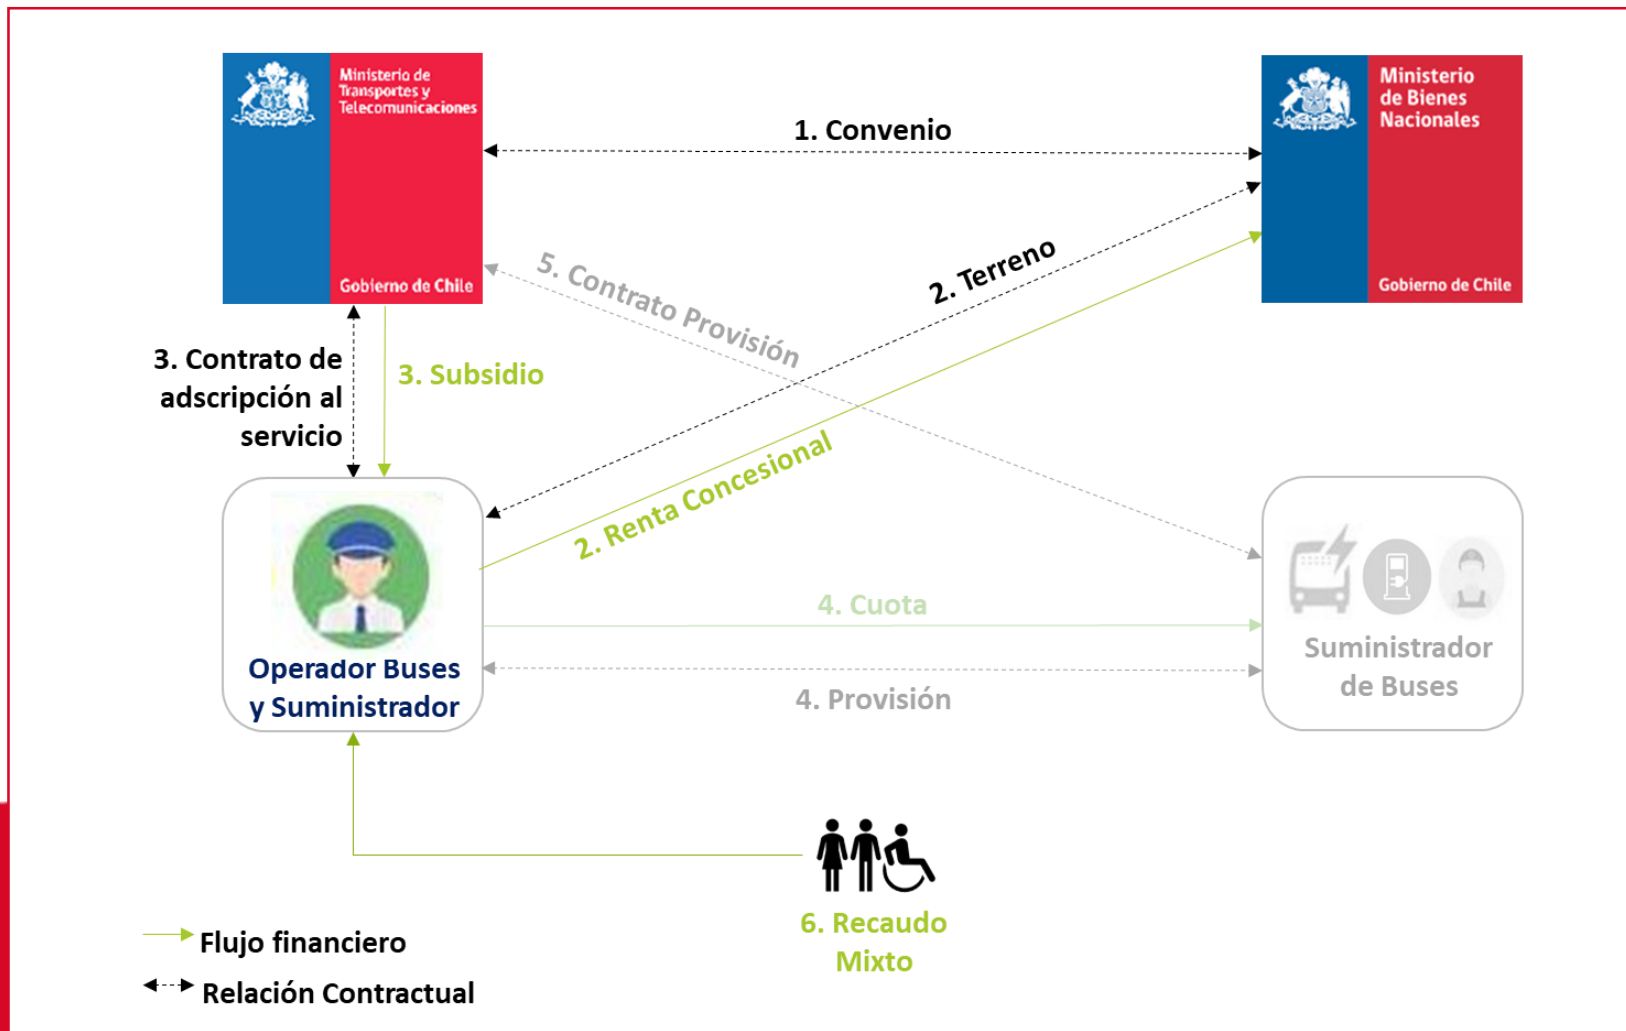 Ministerio de
Transportes y
Telecomunicaciones
Gobierno de Chile
Ministerio
de Bienes
Nacionales
Gobierno de Chile
1. Convenio
2. Terreno
5. Contrato Provisión
3. Contrato de
adscripción al
servicio
3. Subsidio
2. Renta Concesional
4. Cuota
4. Provisión
Operador Buses
y Suministrador
Suministrador
de Buses
6. Recaudo
Mixto
Flujo financiero
Relación Contractual